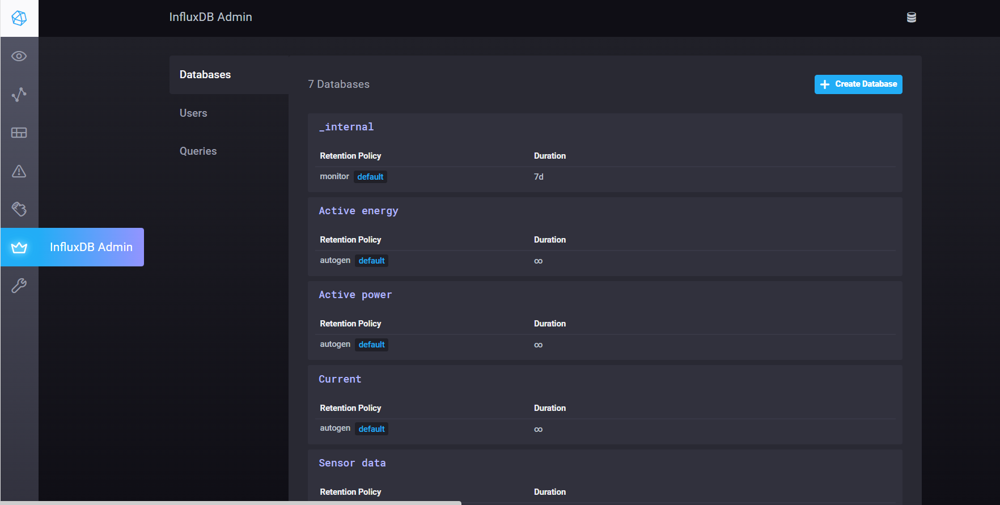 InfluxDB Admin
Databases
Users
Queries
InfluxDB Admin
7 Databases
Create Database
_internal
Retention Policy Duration
monitor default 7d
Active energy
Retention Policy Duration
autogen default ∞
Active power
Retention Policy Duration
autogen default ∞
Current
Retention Policy Duration
autogen default ∞
Sensor data
Retention Policy Duration